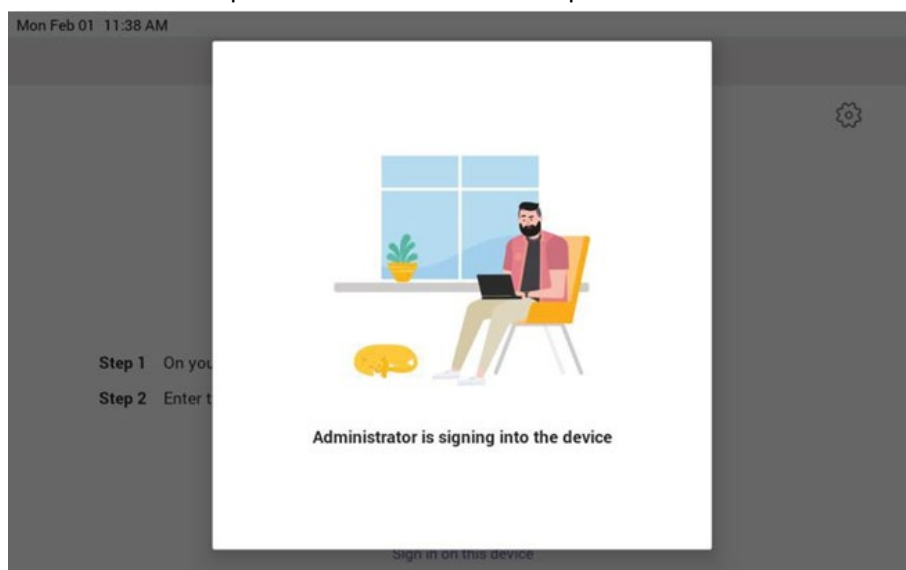 Mon Feb 01 11:38 AM
Step 1 On you
Step 2 Enter t
Administrator is signing into the device
Sign in on this device